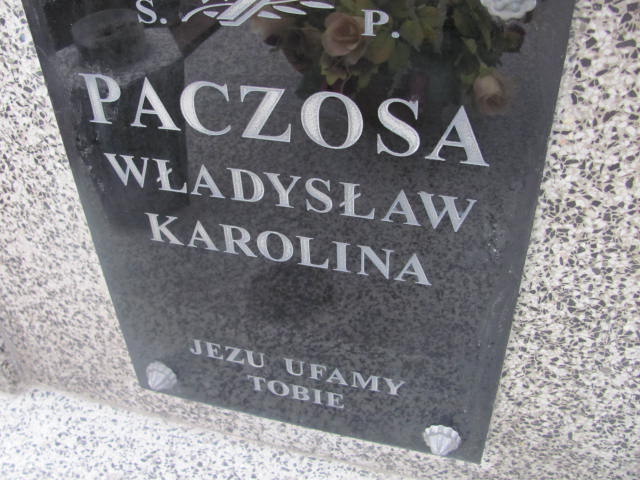 S. P.
PACZOSA
WŁADYSŁAW
KAROLINA
JEZU UFAMY
TOBIE